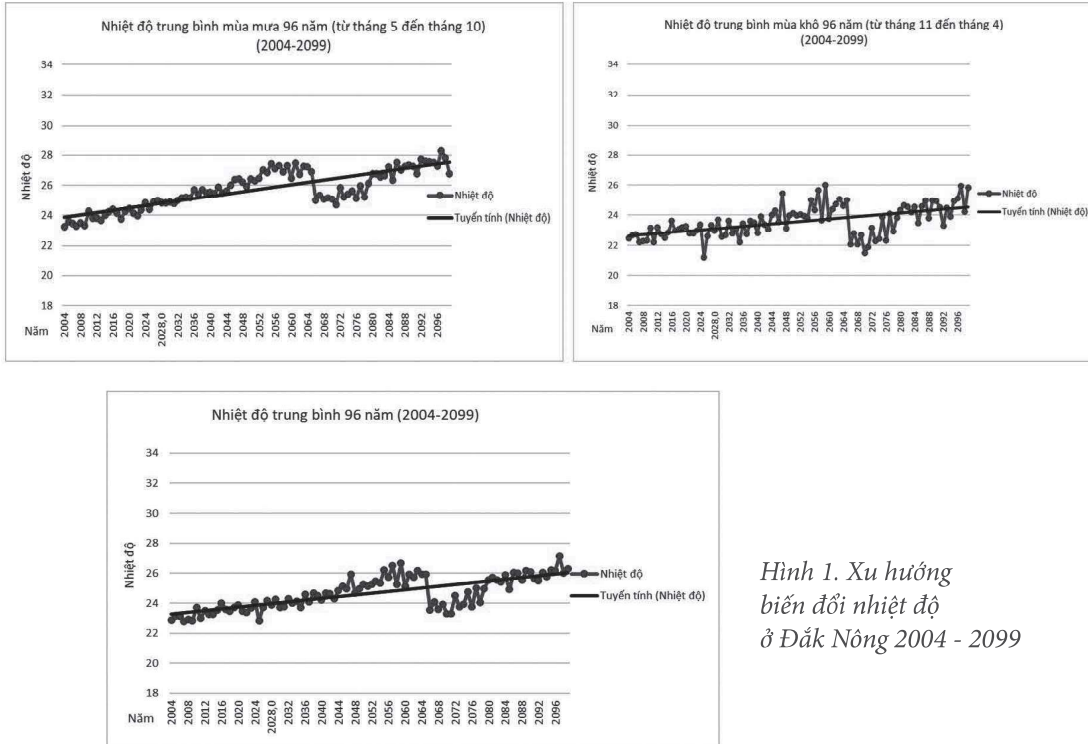 Nhiệt độ trung bình mùa mưa 96 năm (từ tháng 5 đến tháng 10)
(2004-2099)
Nhiệt độ
34
32
30
28
26
24
22
20
18
Năm
2004 2008 2012 2016 2020 2024 2028,0 2032 2036 2040 2044 2048 2052 2056 2060 2064 2068 2072 2076 2080 2084 2088 2092 2096
Nhiệt độ
Tuyến tính (Nhiệt độ)
Nhiệt độ trung bình mùa khô 96 năm (từ tháng 11 đến tháng 4)
(2004-2099)
Nhiệt độ
34
32
30
28
26
24
22
20
18
Năm
2004 2008 2012 2016 2020 2024 2028,0 2032 2036 2040 2044 2048 2052 2056 2060 2064 2068 2072 2076 2080 2084 2088 2092 2096
Nhiệt độ
Tuyến tính (Nhiệt độ)
Nhiệt độ trung bình 96 năm (2004-2099)
Nhiệt độ
34
32
30
28
26
24
22
20
18
Năm
2004 2008 2012 2016 2020 2024 2028,0 2032 2036 2040 2044 2048 2052 2056 2060 2064 2068 2072 2076 2080 2084 2088 2092 2096
Nhiệt độ
Tuyến tính (Nhiệt độ)
Hình 1. Xu hướng
biến đổi nhiệt độ
ở Đắk Nông 2004 - 2099